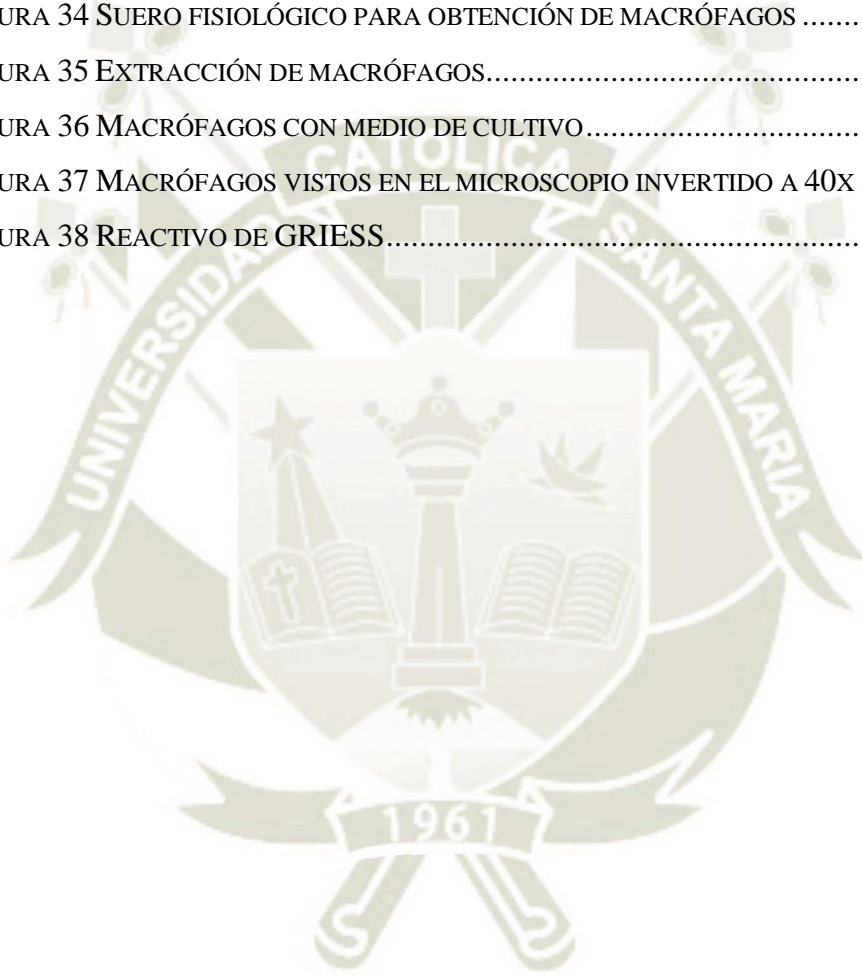 URA 34 SUERO FISIOLÓGICO PARA OBTENCIÓN DE MACRÓFAGOS .......
URA 35 EXTRACCIÓN DE MACRÓFAGOS..........................................
URA 36 MACRÓFAGOS CON MEDIO DE CULTIVO..............................
URA 37 MACRÓFAGOS VISTOS EN EL MICROSCOPIO INVERTIDO A 40X
URA 38 REACTIVO DE GRIESS.....................................................
UNIVERSIDAD CATOLICA SANTA MARIA
1961